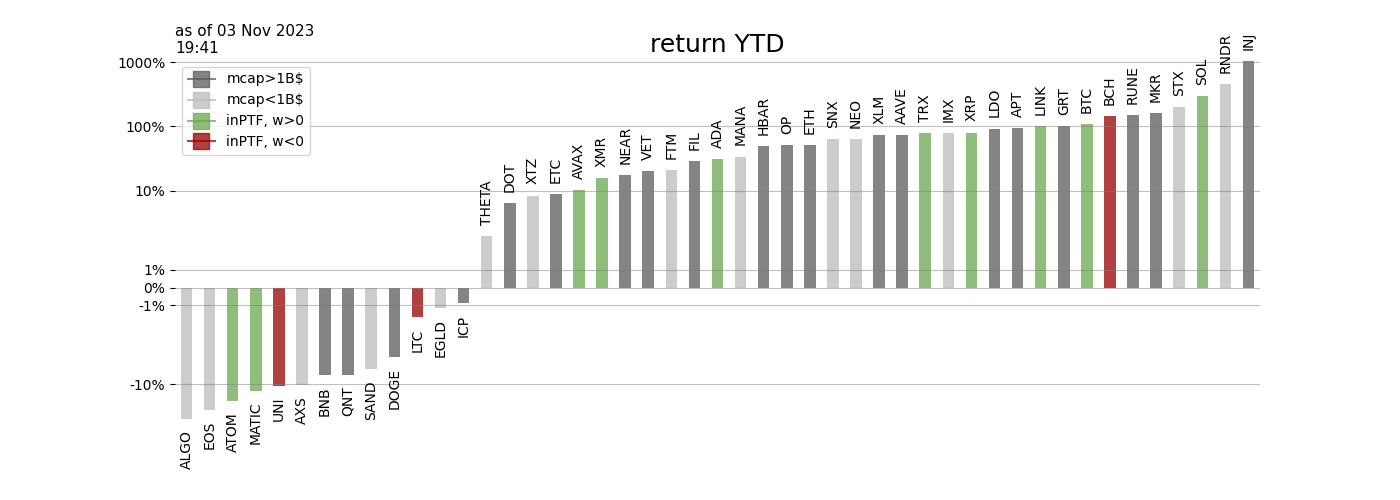 as of 03 Nov 2023
19:41
return YTD
1000%
100%
10%
1%
0%
-1%
-10%
mcap>1B$
mcap<1B$
inPTF, w>0
inPTF, w<0
ALGO
EOS
ATOM
MATIC
UNI
AXS
BNB
QNT
SAND
DOGE
LTC
EGLD
ICP
THETA
DOT
XTZ
ETC
AVAX
XMR
NEAR
VET
FTM
FIL
ADA
MANA
HBAR
OP
ETH
SNX
NEO
XLM
AAVE
TRX
IMX
XRP
LDO
APT
LINK
GRT
BTC
BCH
RUNE
MKR
STX
SOL
RNDR
INJ